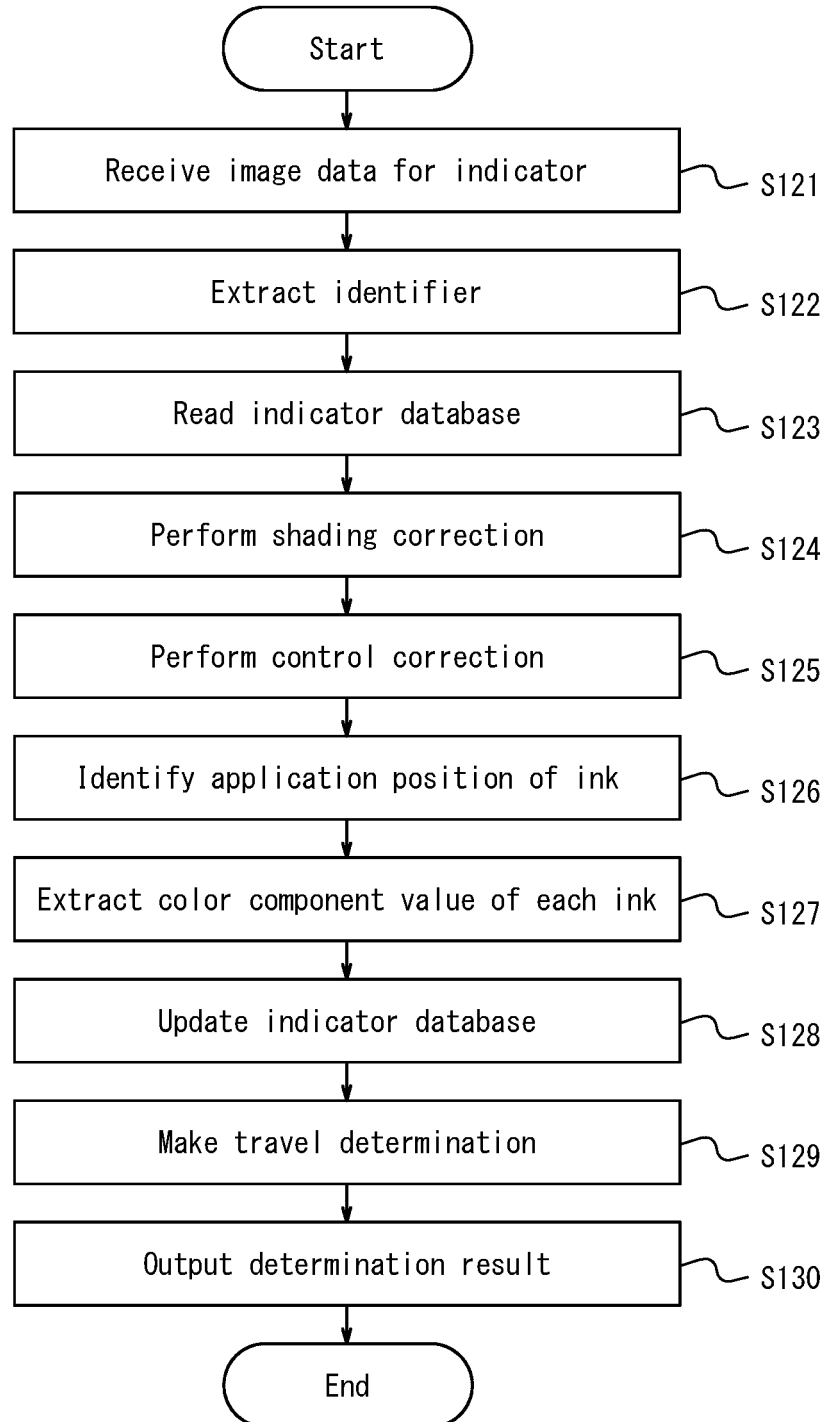 Start
Receive image data for indicator
S121
Extract identifier
S122
Read indicator database
S123
Perform shading correction
S124
Perform control correction
S125
Identify application position of ink
S126
Extract color component value of each ink
S127
Update indicator database
S128
Make travel determination
S129
Output determination result
S130
End